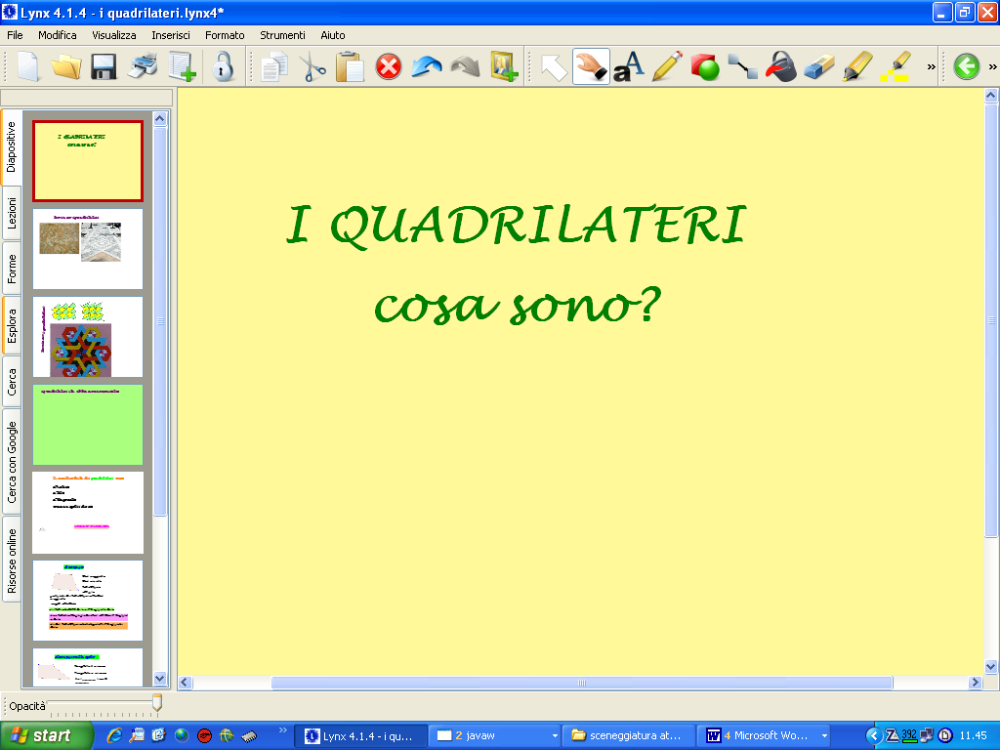 Lynx 4.1.4 - i quadrilateri.lynx4*
File Modifica Visualizza Inserisci Formato Strumenti Aiuto
Diapositive
Lezioni
Forme
Esplora
Cerca
Cerca con Google
Risorse online
I QUADRILATERI
cosa sono?
Opacità
start
Lynx 4.1.4 - i qu...
2 javaw
sceneggiatura at...
4 Microsoft Wo...
392
11.45